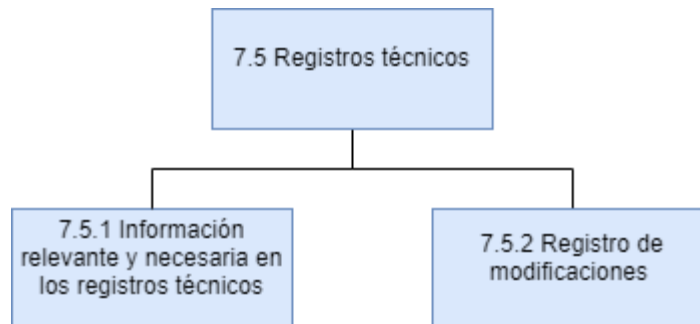 7.5 Registros técnicos
7.5.1 Información
relevante y necesaria en
los registros técnicos
7.5.2 Registro de
modificaciones